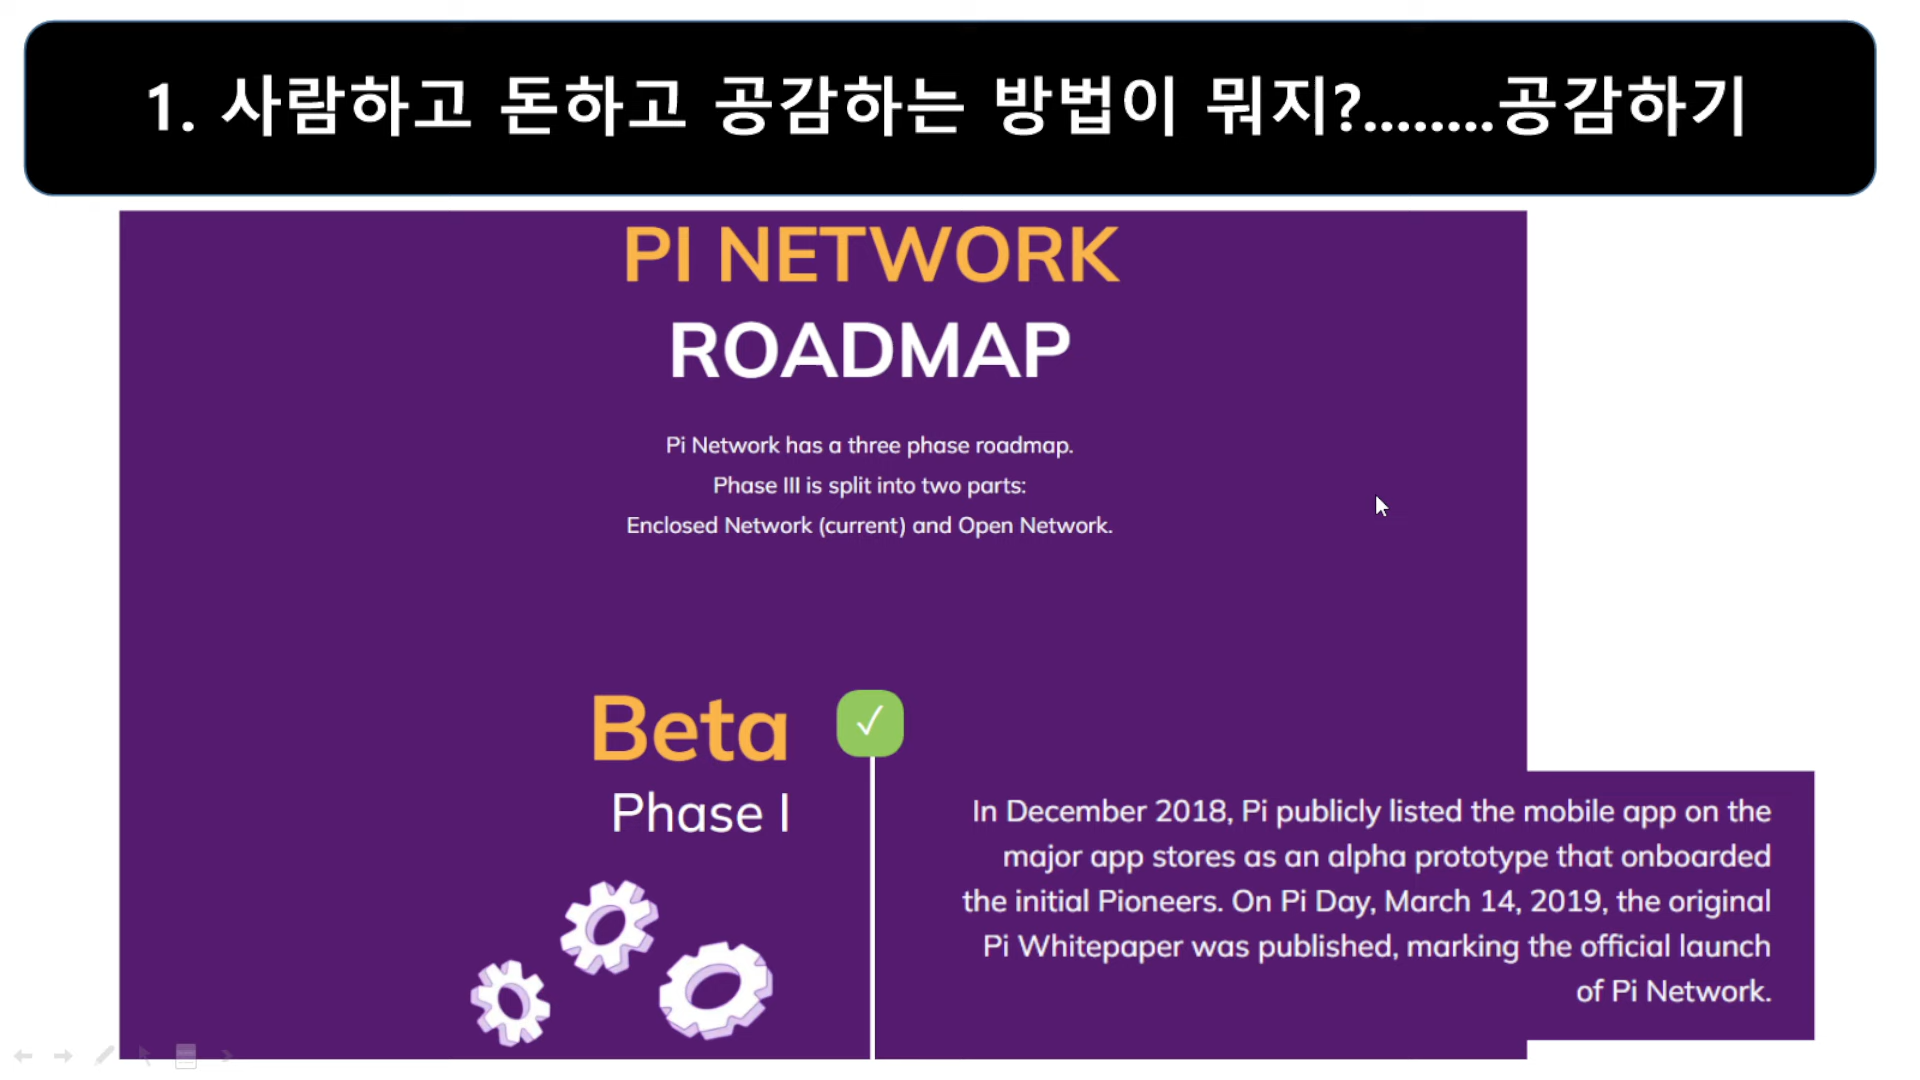 1. 사람하고 돈하고 공감하는 방법이 뭐지?........공감하기
PI NETWORK
ROADMAP
Pi Network has a three phase roadmap.
Phase III is split into two parts:
Enclosed Network (current) and Open Network.
Beta
Phase I
In December 2018, Pi publicly listed the mobile app on the
major app stores as an alpha prototype that onboarded
the initial Pioneers. On Pi Day, March 14, 2019, the original
Pi Whitepaper was published, marking the official launch
of Pi Network.